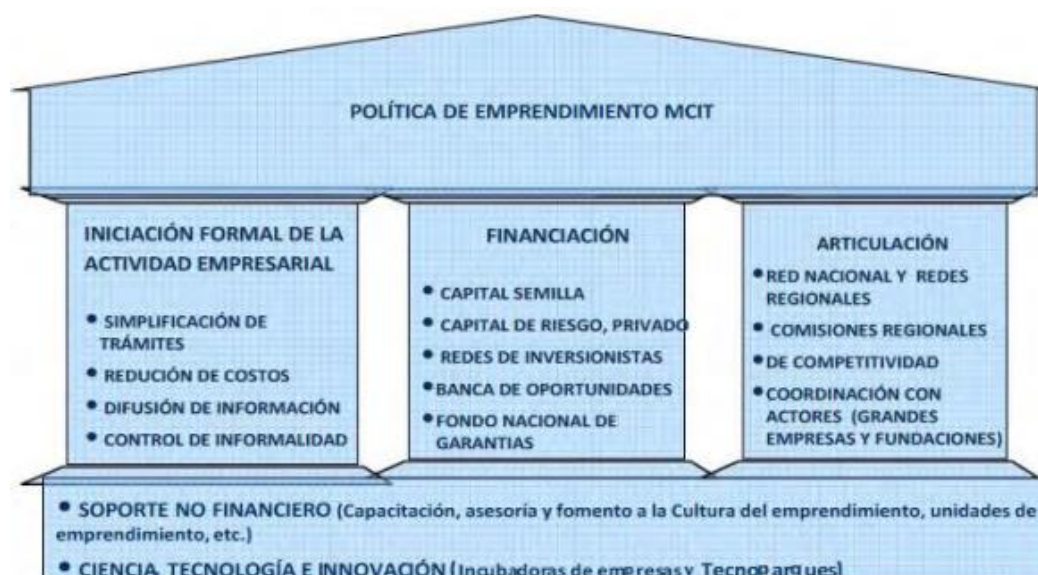 POLÍTICA DE EMPRENDIMIENTO MCIT
INICIACIÓN FORMAL DE LA
ACTIVIDAD EMPRESARIAL
• SIMPLIFICACIÓN DE
TRÁMITES
• REDUCIÓN DE COSTOS
• DIFUSIÓN DE INFORMACIÓN
• CONTROL DE INFORMALIDAD
FINANCIACIÓN
• CAPITAL SEMILLA
• CAPITAL DE RIESGO, PRIVADO
• REDES DE INVERSIONISTAS
• BANCA DE OPORTUNIDADES
• FONDO NACIONAL DE
GARANTIAS
ARTICULACIÓN
• RED NACIONAL Y REDES
REGIONALES
• COMISIONES REGIONALES
• DE COMPETITIVIDAD
• COORDINACIÓN CON
ACTORES (GRANDES
EMPRESAS Y FUNDACIONES)
• SOPORTE NO FINANCIERO (Capacitación, asesoría y fomento a la Cultura del emprendimiento, unidades de
emprendimiento, etc.)
• CIENCIA, TECNOLOGÍA E INNOVACIÓN (Incubadoras de empresas y Tecnoparques)